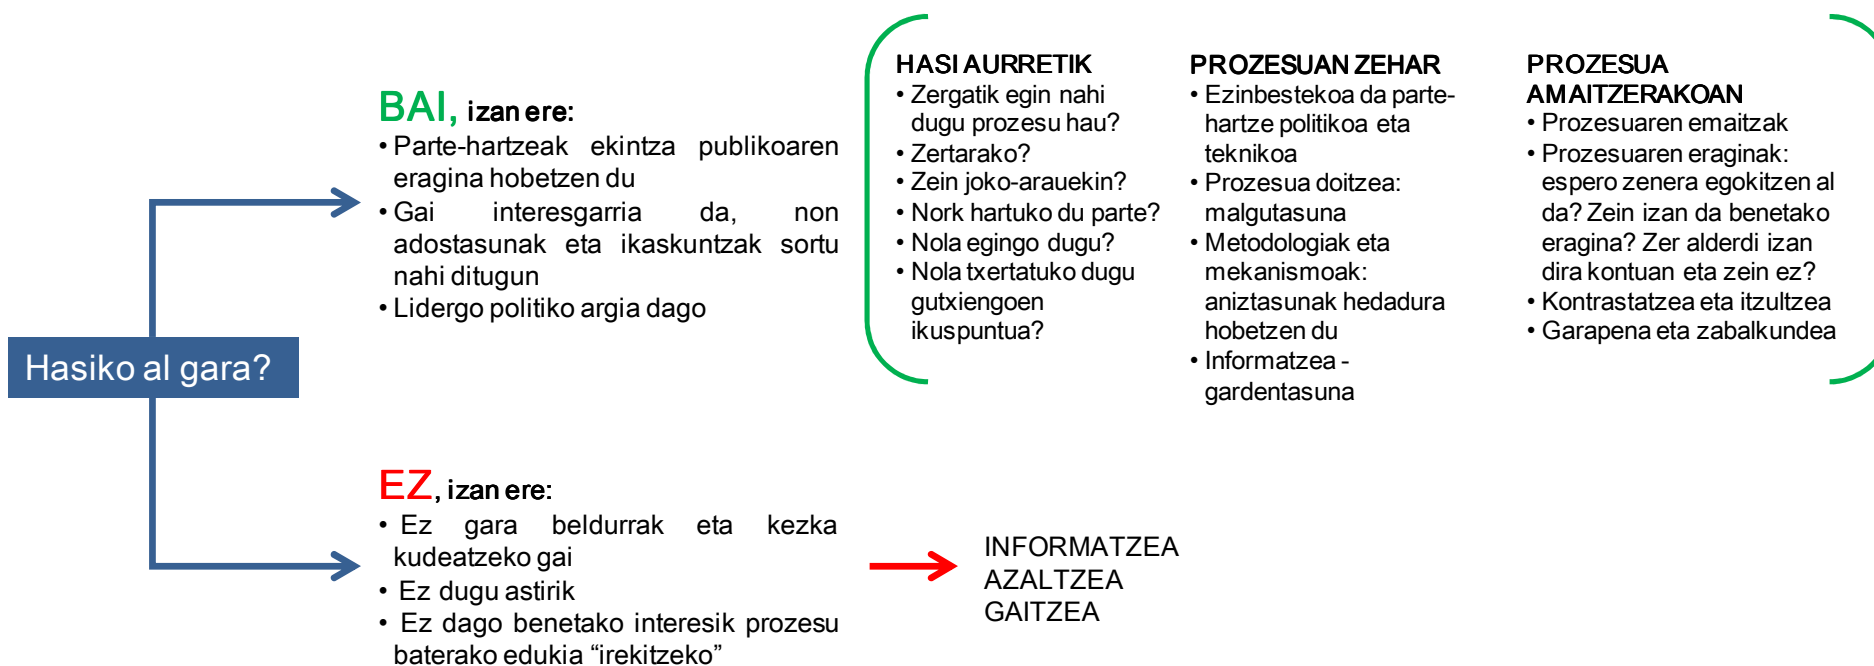 Hasiko al gara?
BAI, izan ere:
• Parte-hartzeak ekintza publikoaren
eragina hobetzen du
• Gai interesgarria da, non
adostasunak eta ikaskuntzak sortu
nahi ditugun
• Lidergo politiko argia dago
HASI AURRETIK
• Zergatik egin nahi
dugu prozesu hau?
• Zertarako?
• Zein joko-arauekin?
• Nork hartuko du parte?
• Nola egingo dugu?
• Nola txertatuko dugu
gutxiengoen
ikuspuntua?
PROZESUAN ZEHAR
• Ezinbestekoa da parte-
hartze politikoa eta
teknikoa
• Prozesua doitzea:
malgutasuna
• Metodologiak eta
mekanismoak:
aniztasunak hedadura
hobetzen du
• Informatzea -
gardentasuna
PROZESUA
AMAITZERAKOAN
• Prozesuaren emaitzak
• Prozesuaren eraginak:
espero zenera egokitzen al
da? Zein izan da benetako
eragina? Zer alderdi izan
dira kontuan eta zein ez?
• Kontrastatzea eta itzultzea
• Garapena eta zabalkundea
EZ, izan ere:
• Ez gara beldurrak eta kezka
kudeatzeko gai
• Ez dugu astirik
• Ez dago benetako interesik prozesu
baterako edukia “irekitzeko”
INFORMATZEA
AZALTZEA
GAITZEA